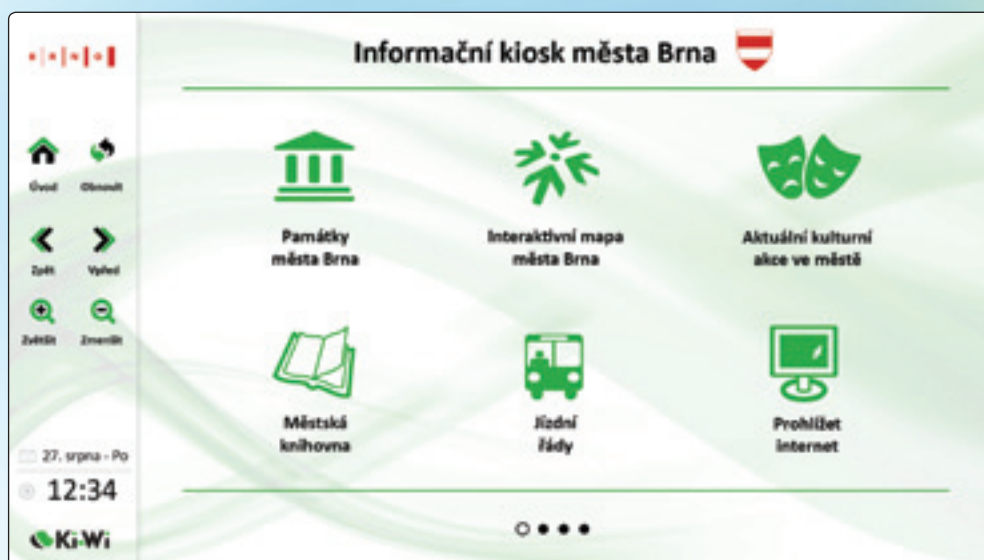 Informační kiosk města Brna
Úvod
Obnovit
Zpět
Vpřed
Zvětšit
Zmenšit
Památky
města Brna
Interaktivní mapa
města Brna
Aktuální kulturní
akce ve městě
Městská
knihovna
Jízdní
řády
Prohlížet
internet
27. srpna - Po
12:34
Ki-Wi